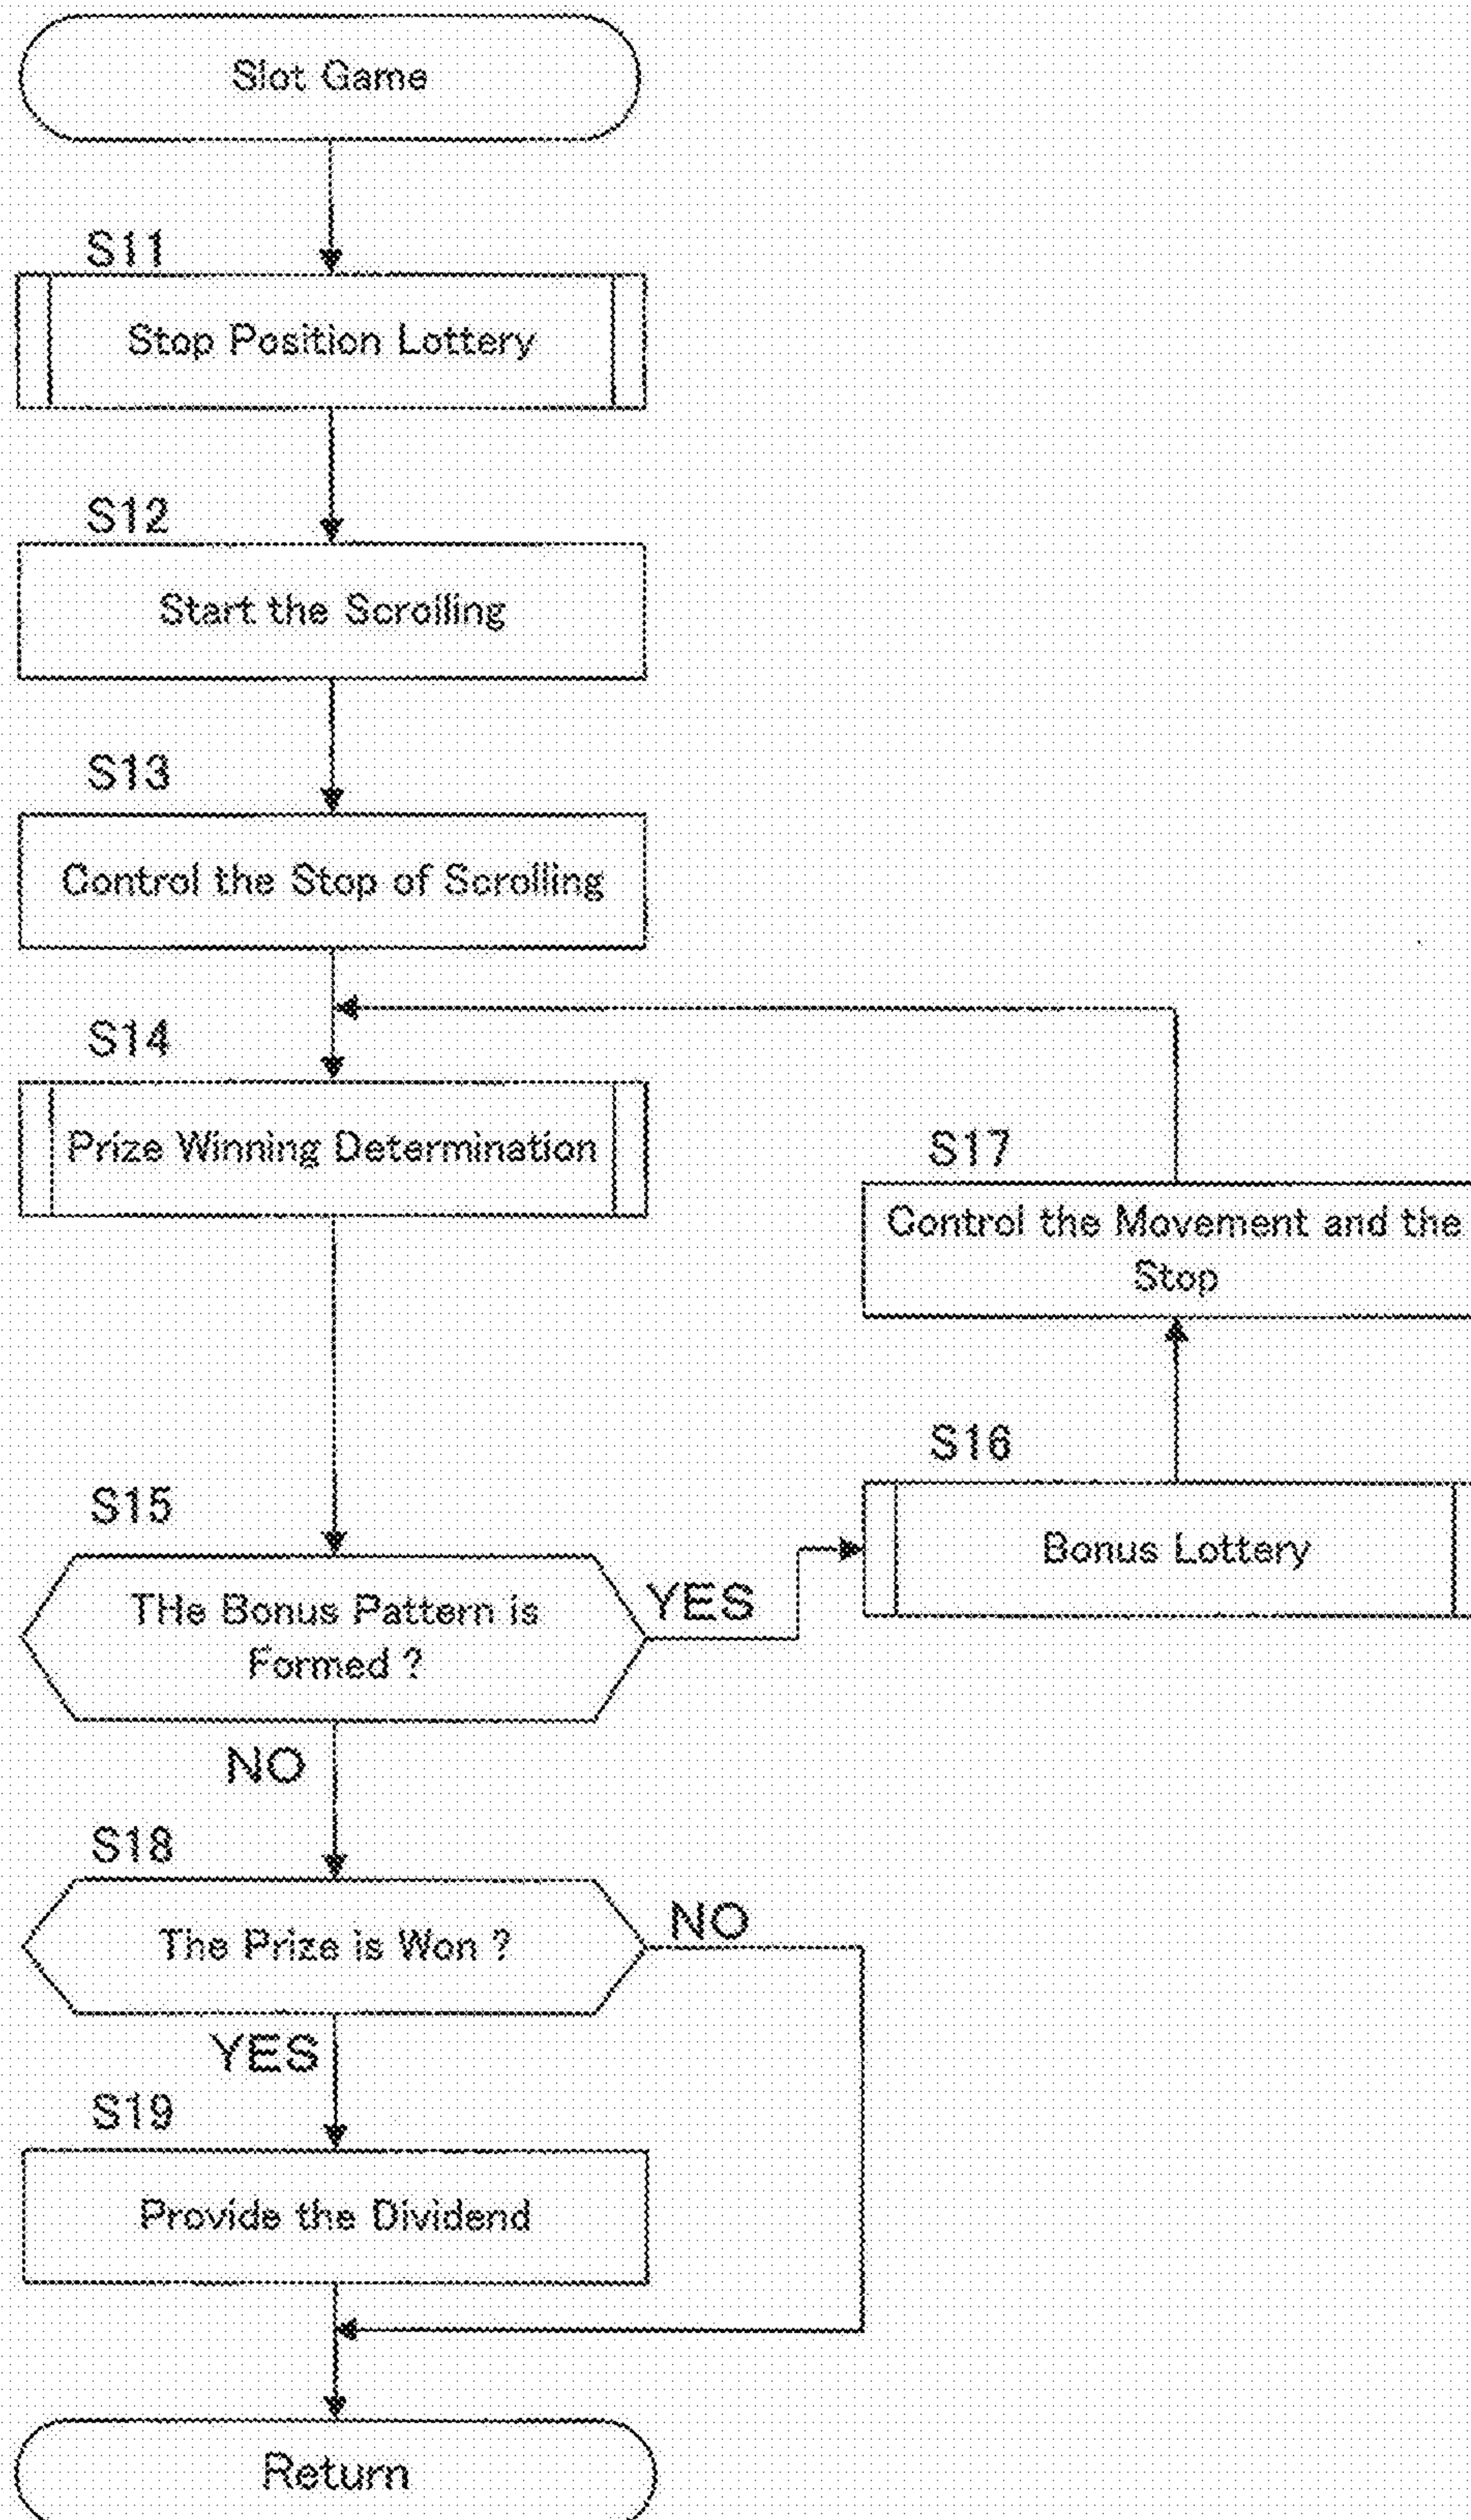 Slot Game
S11
Stop Position Lottery
S12
Start the Scrolling
S13
Control the Stop of Scrolling
S14
Prize Winning Determination
S17
Control the Movement and the
Stop
S16
Bonus Lottery
S15
THe Bonus Pattern is
Formed ?
YES
NO
S18
The Prize is Won ?
NO
YES
S19
Provide the Dividend
Return